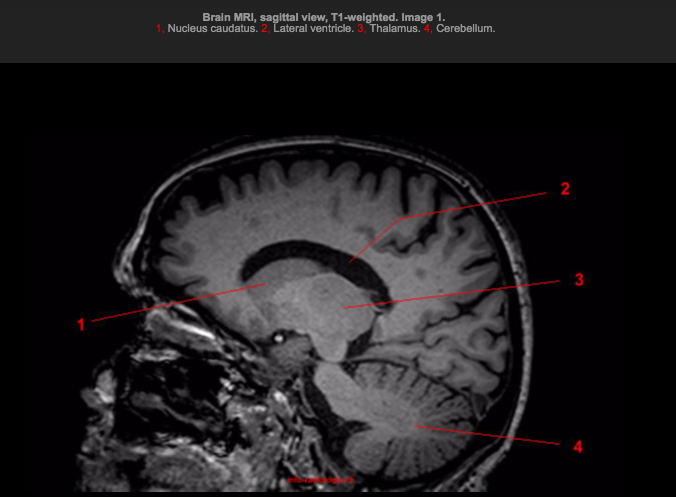 Brain MRI, sagittal view, T1-weighted. Image 1.
1, Nucleus caudatus. 2, Lateral ventricle. 3, Thalamus. 4, Cerebellum.
2
3
1
4